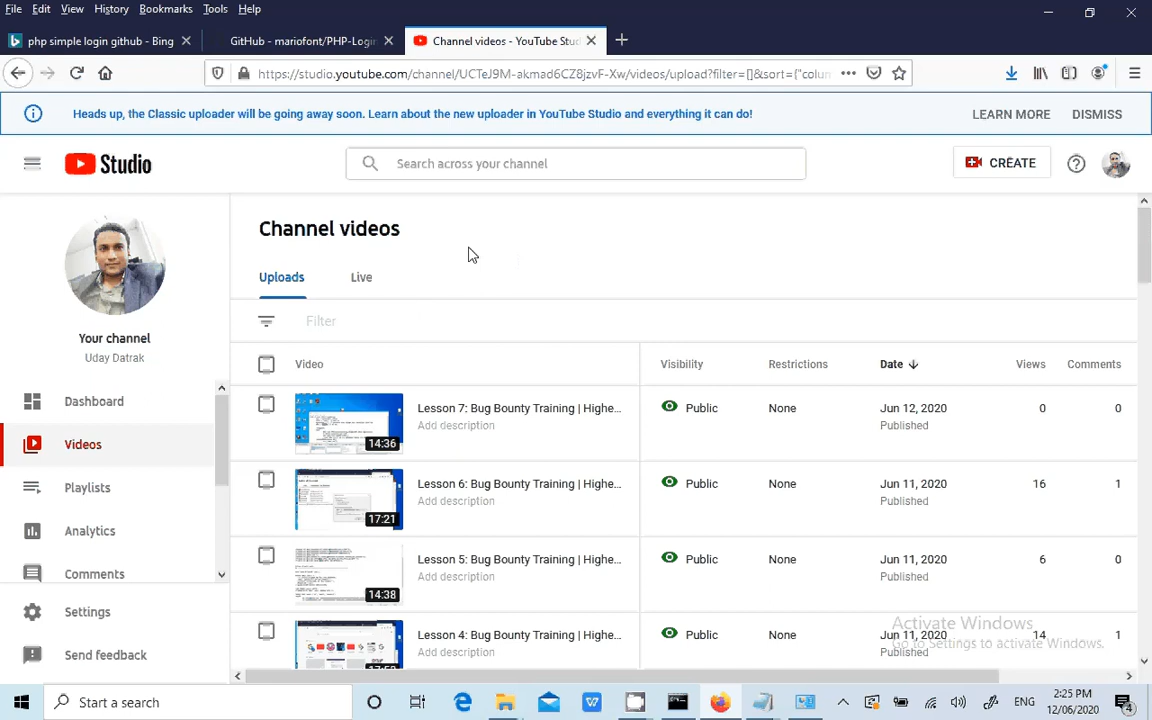 File Edit View History Bookmarks Tools Help
php simple login github - Bing
GitHub - mariofont/PHP-Login
Channel videos - YouTube Stud
https://studio.youtube.com/channel/UCTeJ9M-akmad6CZ8jzvF-Xw/videos/upload?filter=[]&sort={"colu
Heads up, the Classic uploader will be going away soon. Learn about the new uploader in YouTube Studio and everything it can do!
LEARN MORE DISMISS
Studio
Search across your channel
CREATE
Your channel
Uday Datrak
Dashboard
Videos
Playlists
Analytics
Comments
Settings
Send feedback
Channel videos
Uploads Live
Filter
Video Visibility Restrictions Date Views Comments
14:36
Lesson 7: Bug Bounty Training | Highe... Public None Jun 12, 2020 0 0
Add description Published
17:21
Lesson 6: Bug Bounty Training | Highe... Public None Jun 11, 2020 16 1
Add description Published
14:38
Lesson 5: Bug Bounty Training | Highe... Public None Jun 11, 2020 6 0
Add description Published
Lesson 4: Bug Bounty Training | Highe... Public None Jun 11, 2020 14 1
Add description Published
Activate Windows
Go to Settings to activate Windows.
Start a search
ENG
2:25 PM
12/06/2020
4